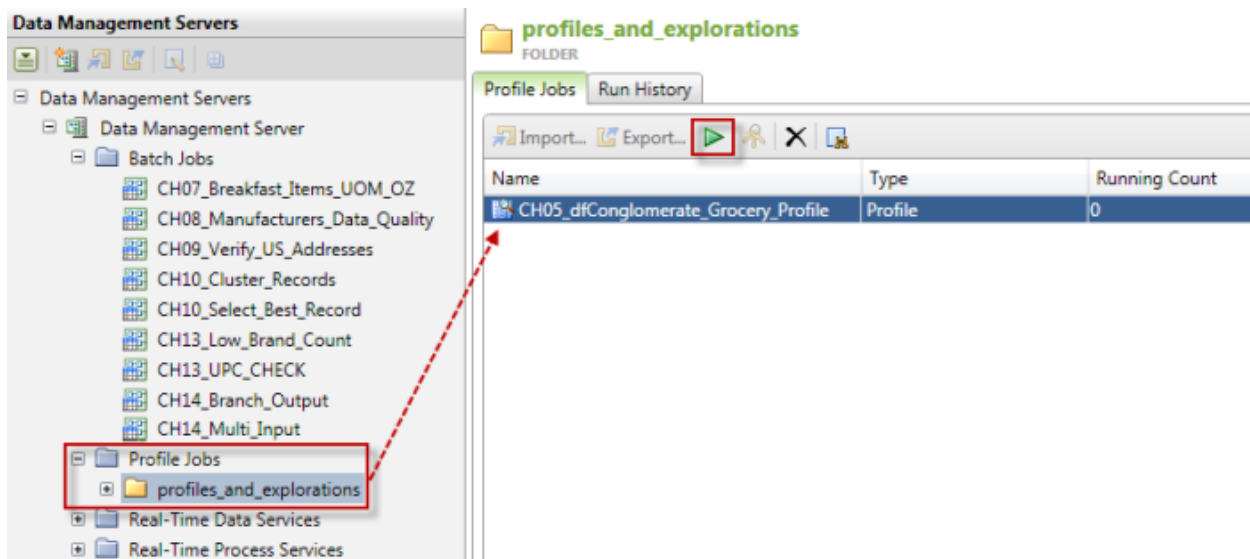 Data Management Servers
Data Management Servers
Data Management Server
Batch Jobs
CH07_Breakfast_Items_UOM_OZ
CH08_Manufacturers_Data_Quality
CH09_Verify_US_Addresses
CH10_Cluster_Records
CH10_Select_Best_Record
CH13_Low_Brand_Count
CH13_UPC_CHECK
CH14_Branch_Output
CH14_Multi_Input
Profile Jobs
profiles_and_explorations
Real-Time Data Services
Real-Time Process Services
profiles_and_explorations
FOLDER
Profile Jobs Run History
Import... Export...
Name Type Running Count
CH05_dfConglomerate_Grocery_Profile Profile 0